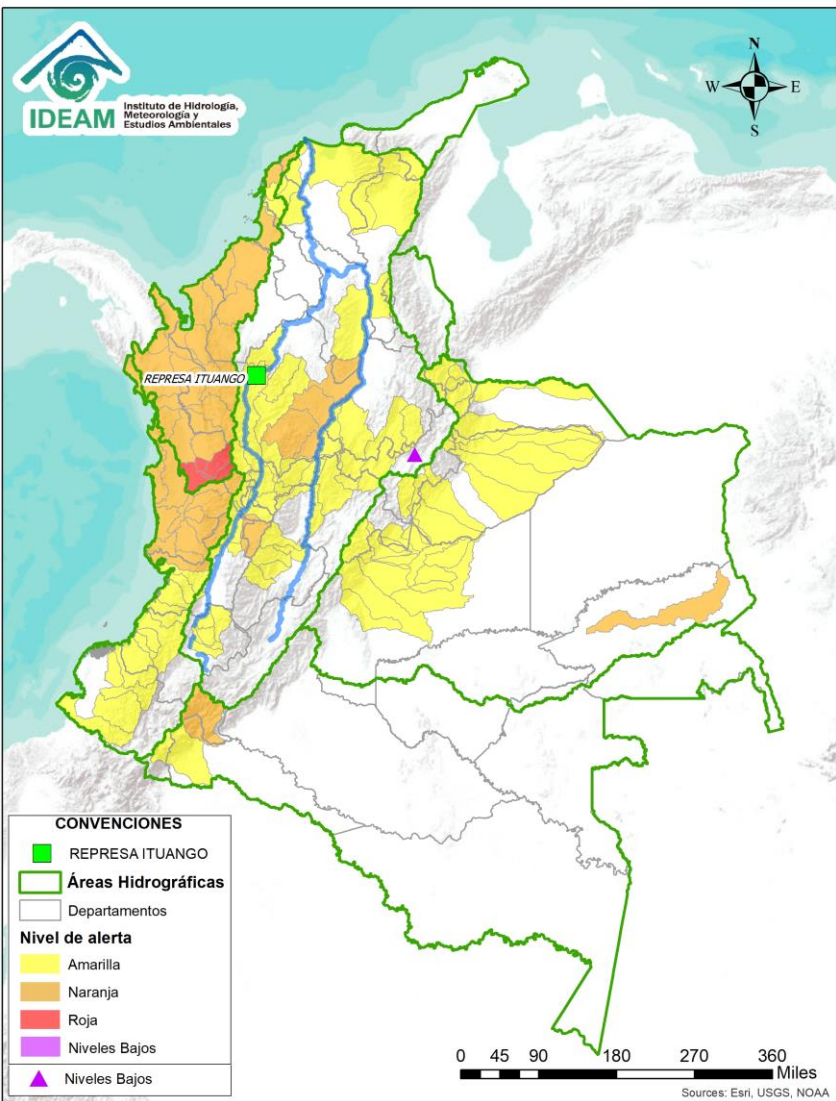 IDEAM
Instituto de Hidrología,
Meteorología y
Estudios Ambientales
N
W
E
S
REPRESA ITUANGO
CONVENCIONES
REPRESA ITUANGO
Áreas Hidrográficas
Departamentos
Nivel de alerta
Amarilla
Naranja
Roja
Niveles Bajos
Niveles Bajos
0 45 90 180 270 360
Miles
Sources: Esri, USGS, NOAA